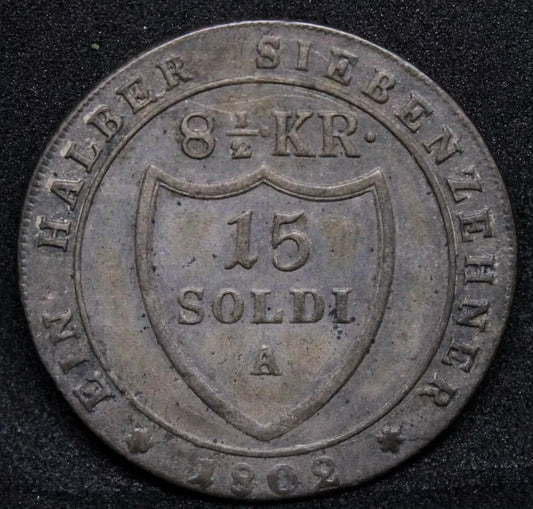 EIN HALBER SIEBENZEHNER
8½·KR·
15
SOLDI
A
* 1802 *